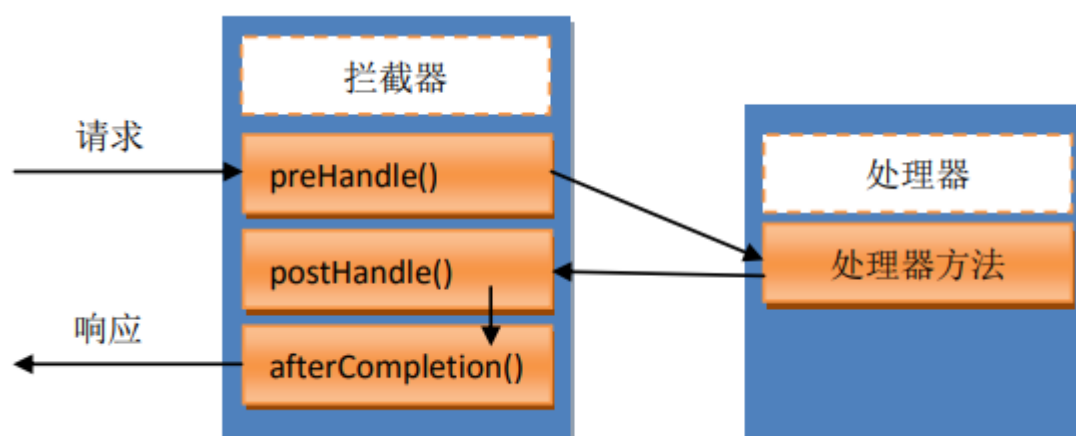 拦截器
请求
preHandle()
处理器
postHandle()
处理器方法
响应
afterCompletion()